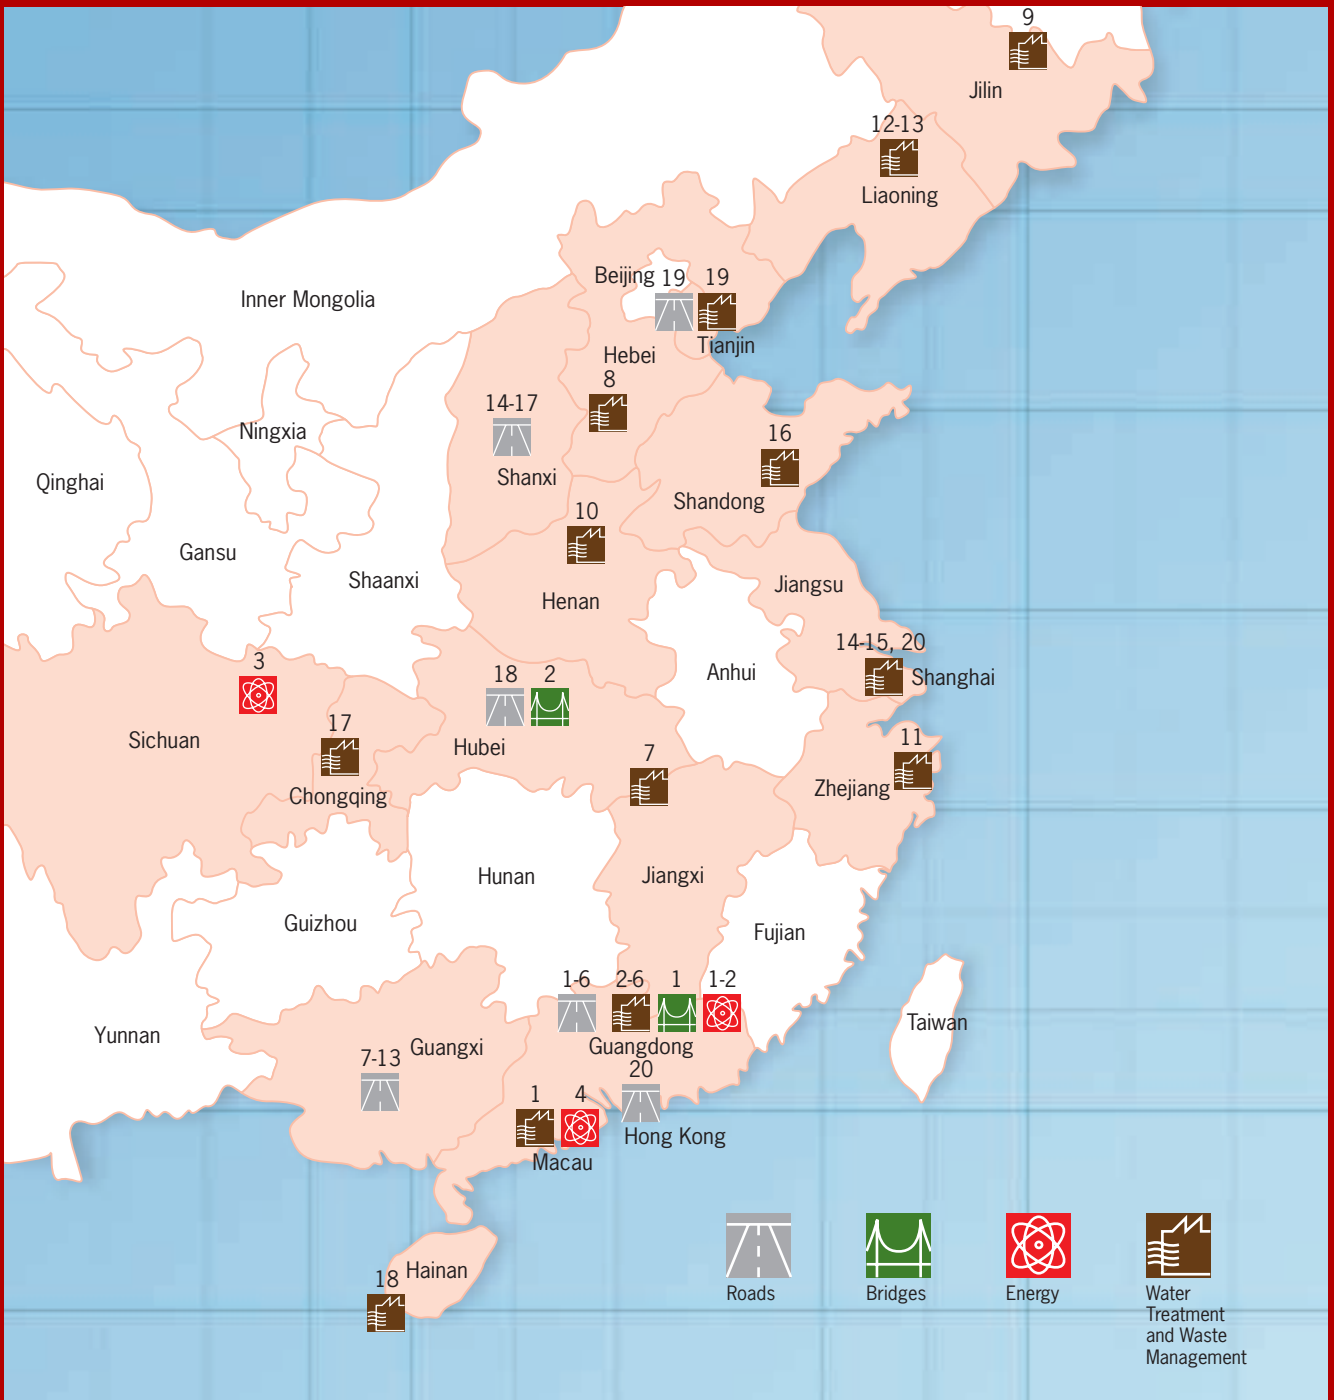 9
Jilin
12-13
Liaoning
Beijing 19 19
Inner Mongolia
Tianjin
Hebei
8
14-17
Ningxia
16
Shanxi
Qinghai
Shandong
10
Gansu
Shaanxi
Jiangsu
Henan
14-15, 20
3
Anhui
Shanghai
18 2
17
Sichuan
11
Hubei
7
Zhejiang
Chongqing
Hunan
Jiangxi
Guizhou
Fujian
1-6 2-6 1 1-2
Taiwan
Yunnan
Guangxi
Guangdong
7-13
20
1 4
Hong Kong
Macau
Hainan
18
Roads
Bridges
Energy
Water
Treatment
and Waste
Management